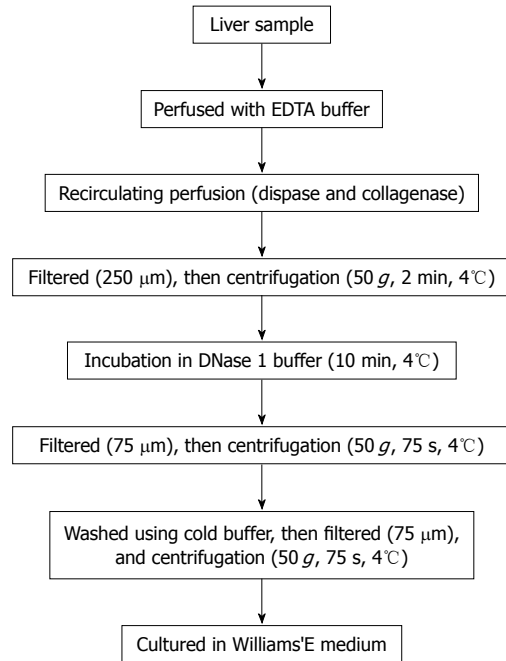 Liver sample
Perfused with EDTA buffer
Recirculating perfusion (dispase and collagenase)
Filtered (250 μm), then centrifugation (50 g, 2 min, 4℃)
Incubation in DNase 1 buffer (10 min, 4℃)
Filtered (75 μm), then centrifugation (50 g, 75 s, 4℃)
Washed using cold buffer, then filtered (75 μm),
and centrifugation (50 g, 75 s, 4℃)
Cultured in Williams'E medium